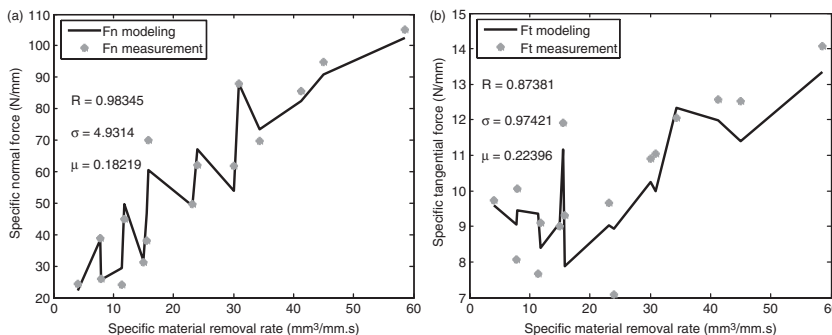 (a)
110
100
90
80
70
60
50
40
30
20
Specific normal force (N/mm)
Fn modeling
Fn measurement
R = 0.98345
σ = 4.9314
μ = 0.18219
0 10 20 30 40 50 60
Specific material removal rate (mm³/mm.s)
(b)
15
14
13
12
11
10
9
8
7
Specific tangential force (N/mm)
Ft modeling
Ft measurement
R = 0.87381
σ = 0.97421
μ = 0.22396
0 10 20 30 40 50 60
Specific material removal rate (mm³/mm.s)